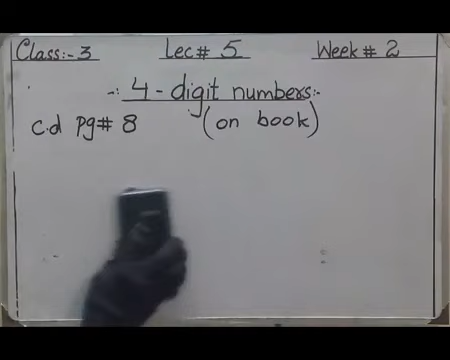 Class:- 3 Lec# 5 Week # 2
-: 4 - digit numbers:-
c.d Pg# 8 (on book)